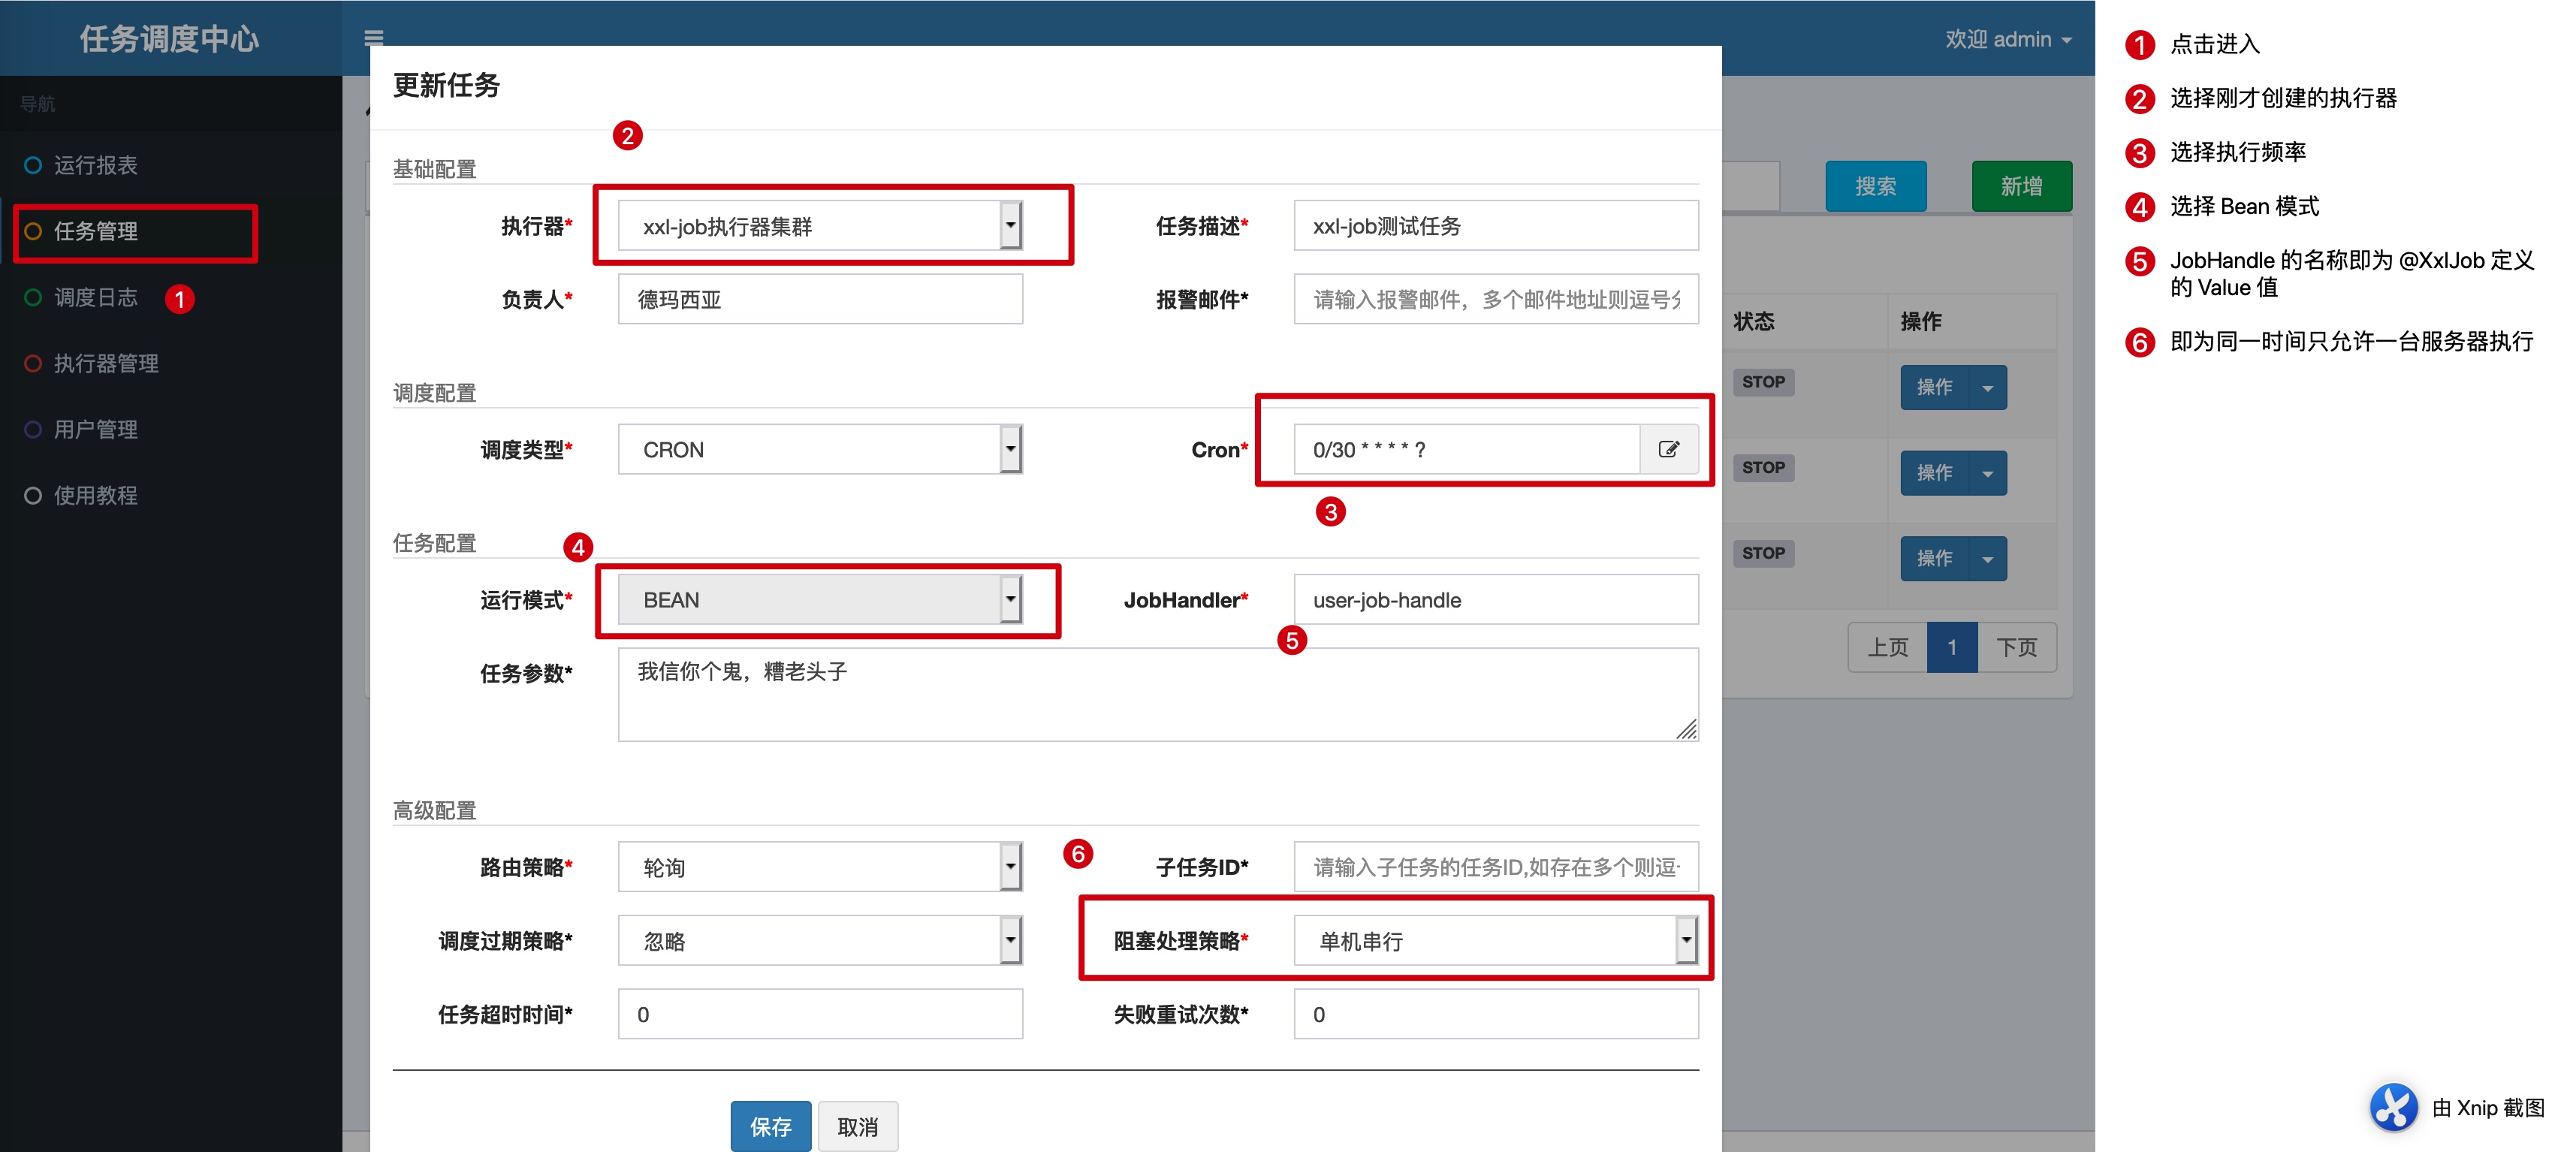 任务调度中心
欢迎 admin
导航
运行报表
任务管理
调度日志
1
执行器管理
用户管理
使用教程
更新任务
2
基础配置
执行器*
xxl-job执行器集群
任务描述*
xxl-job测试任务
负责人*
德玛西亚
报警邮件*
请输入报警邮件，多个邮件地址则逗号分
调度配置
调度类型*
CRON
Cron*
0/30 * * * * ?
3
任务配置
4
运行模式*
BEAN
JobHandler*
user-job-handle
5
任务参数*
我信你个鬼，糟老头子
高级配置
路由策略*
轮询
6
子任务ID*
请输入子任务的任务ID,如存在多个则逗
调度过期策略*
忽略
阻塞处理策略*
单机串行
任务超时时间*
0
失败重试次数*
0
保存
取消
搜索
新增
状态
操作
STOP
操作
STOP
操作
STOP
操作
上页
1
下页
1 点击进入
2 选择刚才创建的执行器
3 选择执行频率
4 选择 Bean 模式
5 JobHandle 的名称即为 @XxlJob 定义
的 Value 值
6 即为同一时间只允许一台服务器执行
由 Xnip 截图